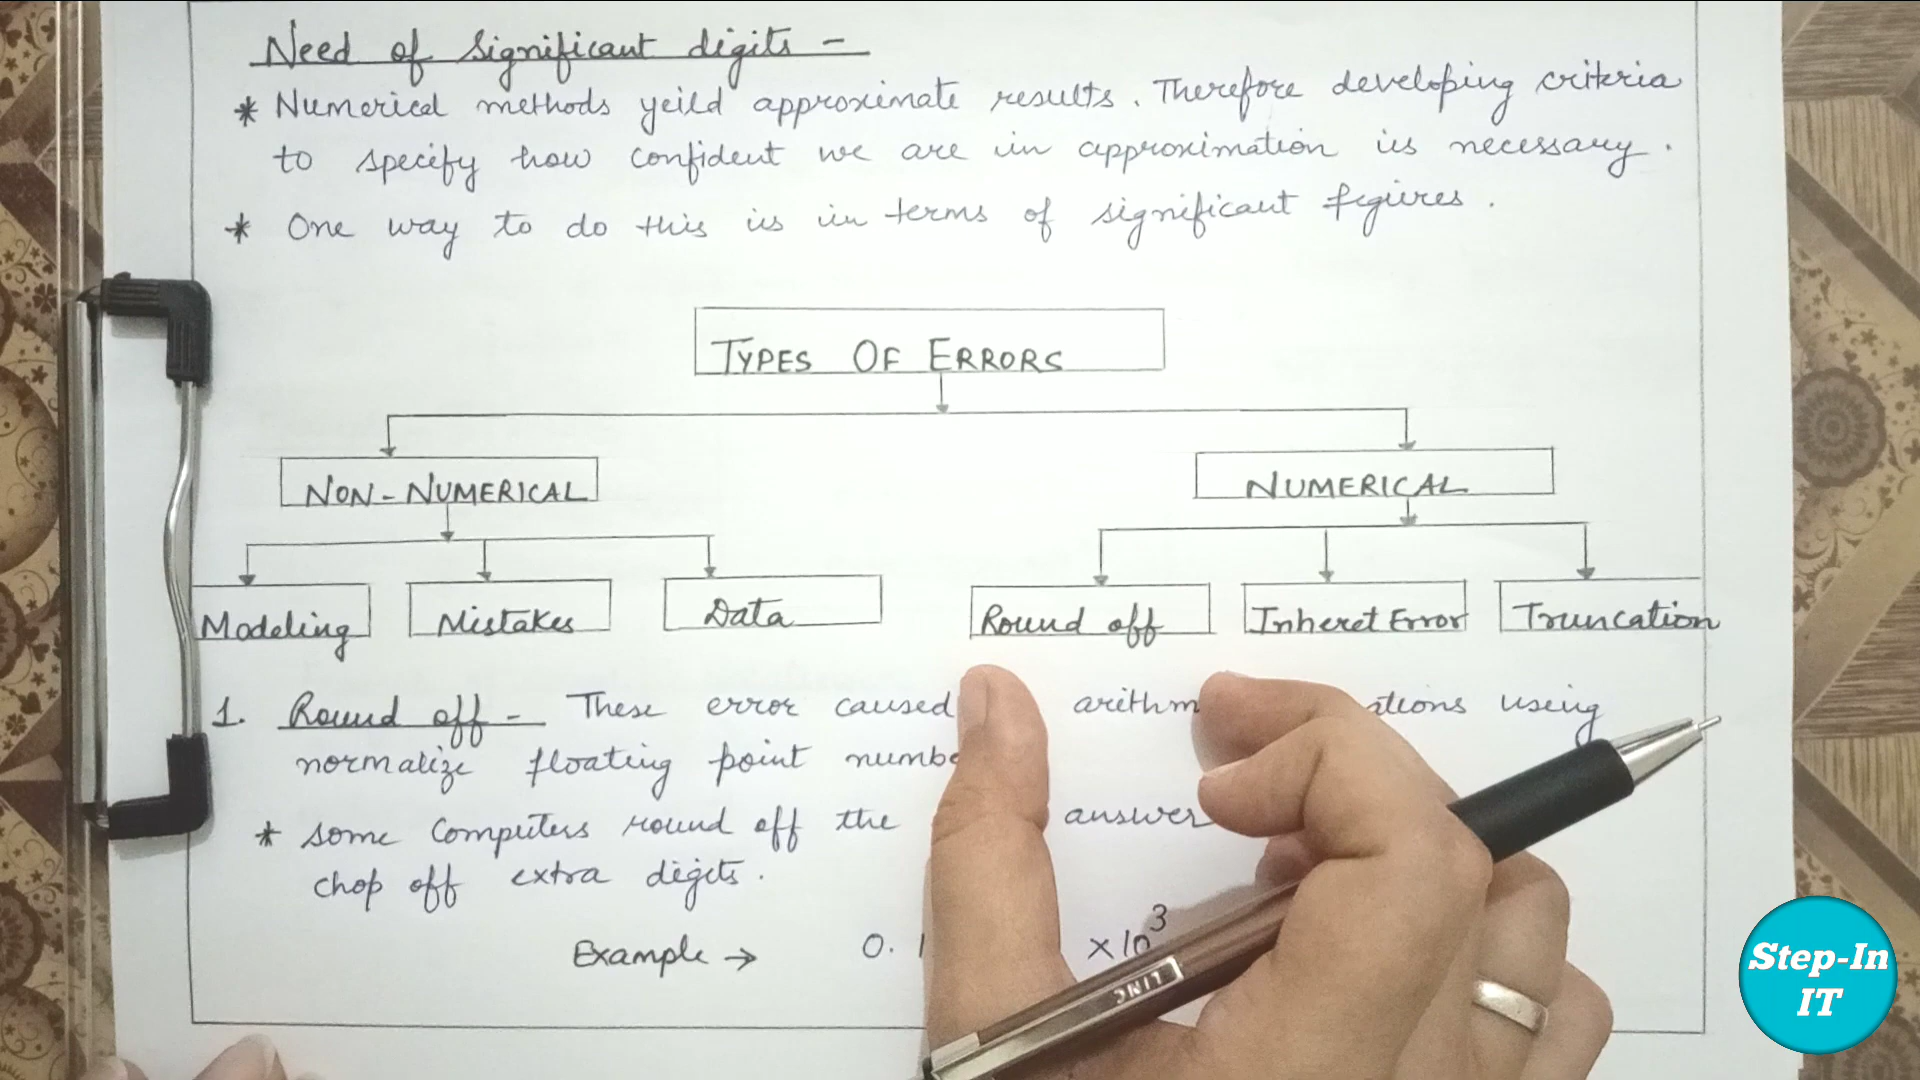 Need of significant digits -
* Numerical methods yeild approximate results. Therefore developing criteria
to specify how confident we are in approximation is necessary.
* One way to do this is in terms of significant figures.
TYPES OF ERRORS
NON-NUMERICAL NUMERICAL
Modeling Mistakes Data Round off Inheret Error Truncation
1. Round off - These error caused arithm ations using
normalize floating point numbe
* some Computers round off the answer
chop off extra digits.
Example → 0. 1 ×10³
LINC
Step-In
IT